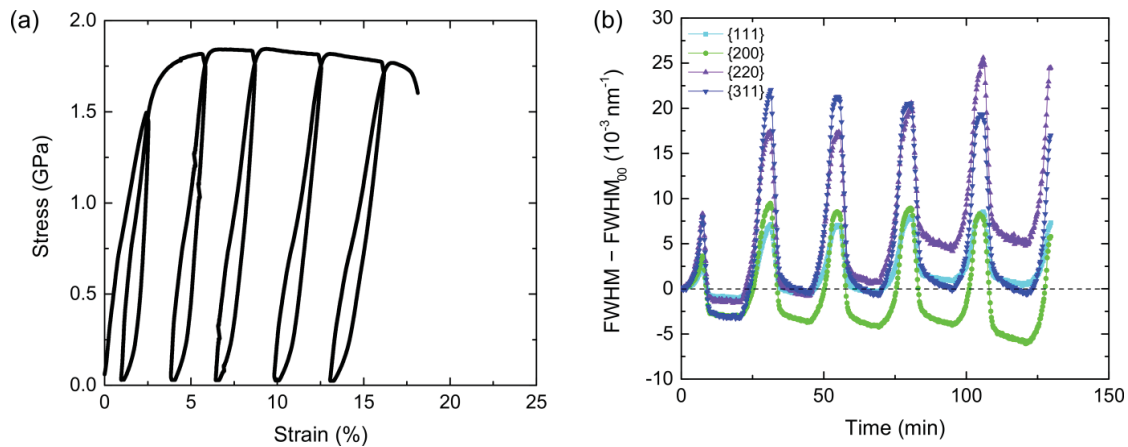 (a)
2.0
1.5
1.0
0.5
0.0
Stress (GPa)
0 5 10 15 20 25
Strain (%)
(b)
30
25
20
15
10
5
0
-5
-10
FWHM − FWHM₀₀ (10⁻³ nm⁻¹)
{111}
{200}
{220}
{311}
0 50 100 150
Time (min)